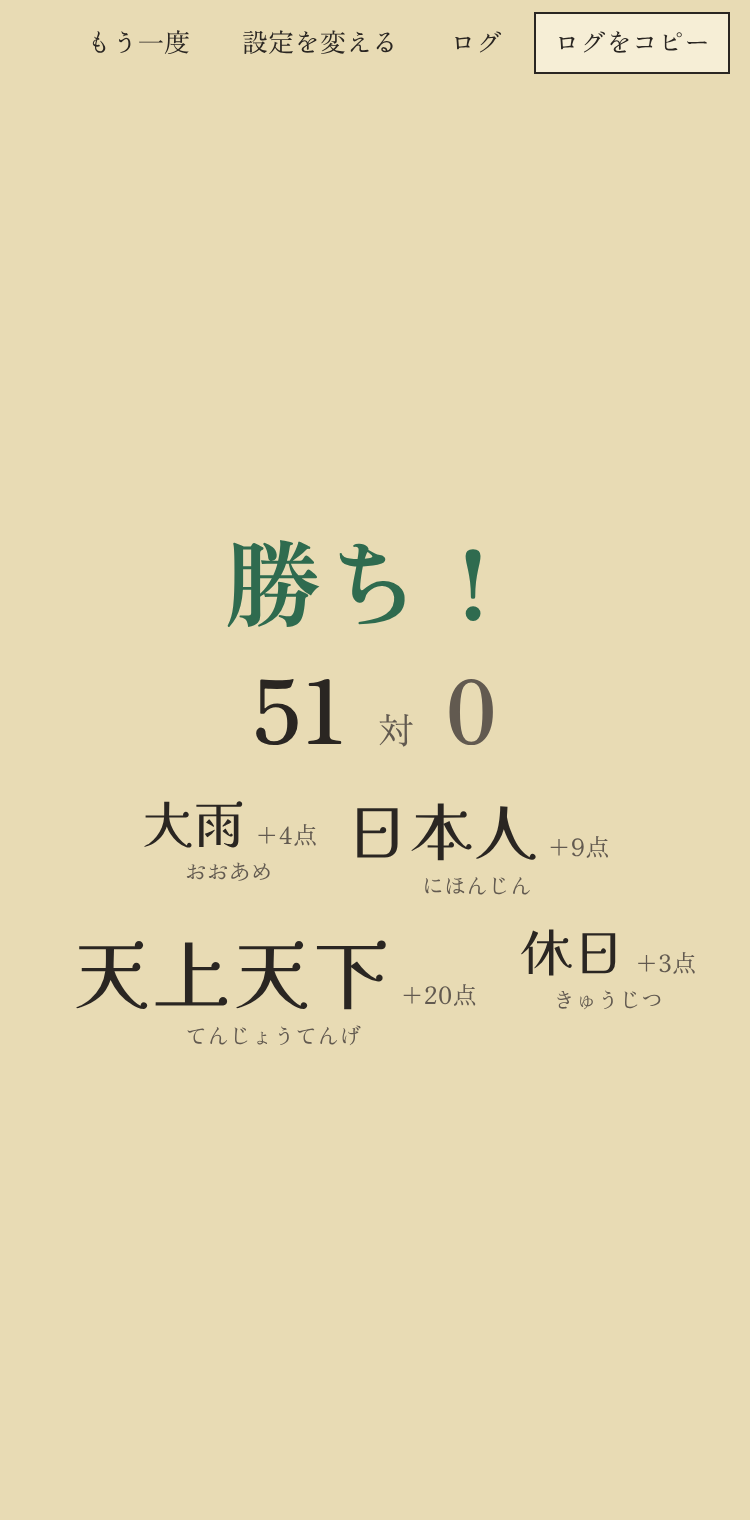 もう一度 設定を変える ログ ログをコピー
勝ち！
51 対 0
大雨 +4点 日本人 +9点
おおあめ にほんじん
天上天下 +20点 休日 +3点
てんじょうてんげ きゅうじつ